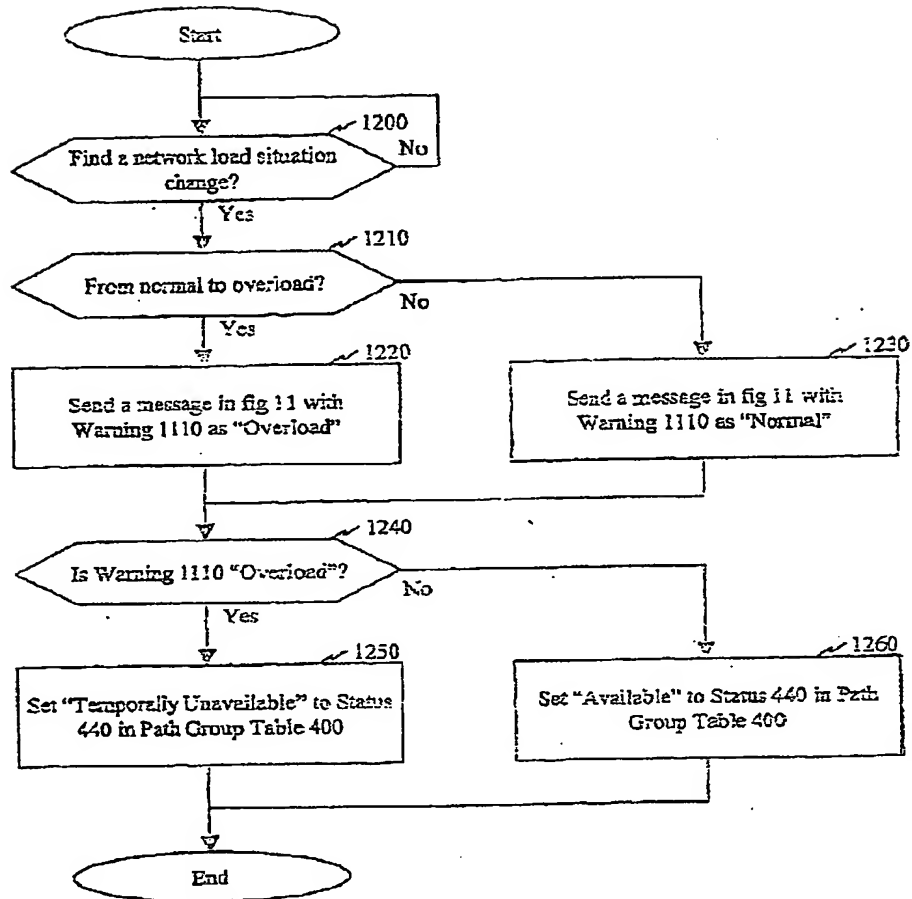 Start
1200
Find a network load situation
change?
No
Yes
1210
From normal to overload?
No
Yes
1220
Send a message in fig 11 with
Warning 1110 as “Overload”
1230
Send a message in fig 11 with
Warning 1110 as “Normal”
1240
Is Warning 1110 “Overload”?
No
Yes
1250
Set “Temporally Unavailable” to Status
440 in Path Group Table 400
1260
Set “Available” to Status 440 in Path
Group Table 400
End